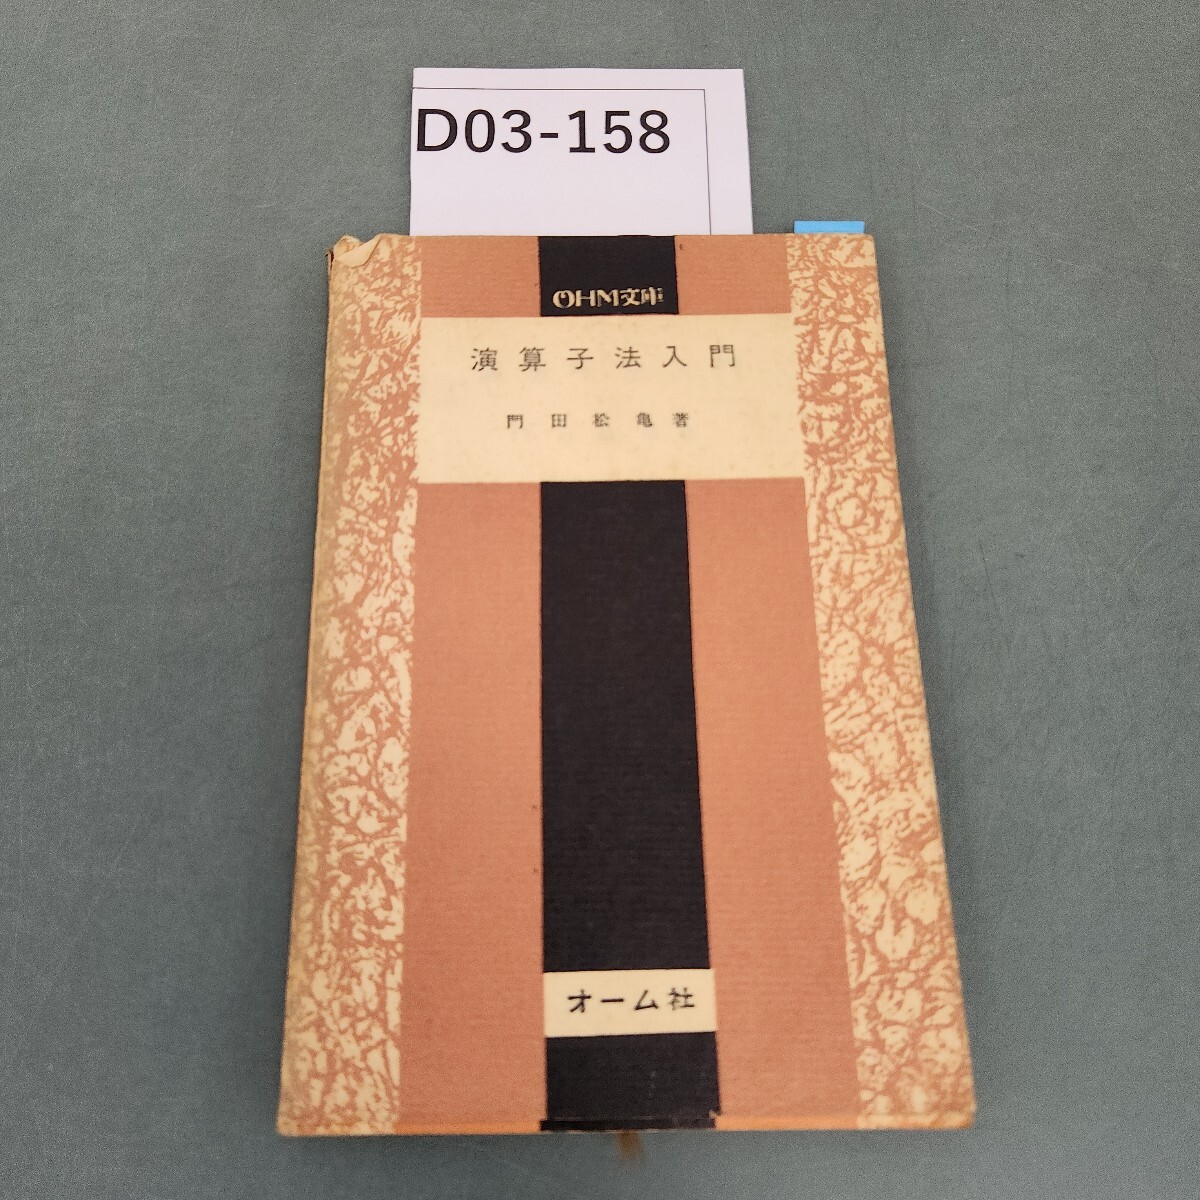 D03-158
OHM文庫
演算子法入門
門田松亀著
オーム社